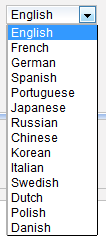 English
English
French
German
Spanish
Portuguese
Japanese
Russian
Chinese
Korean
Italian
Swedish
Dutch
Polish
Danish